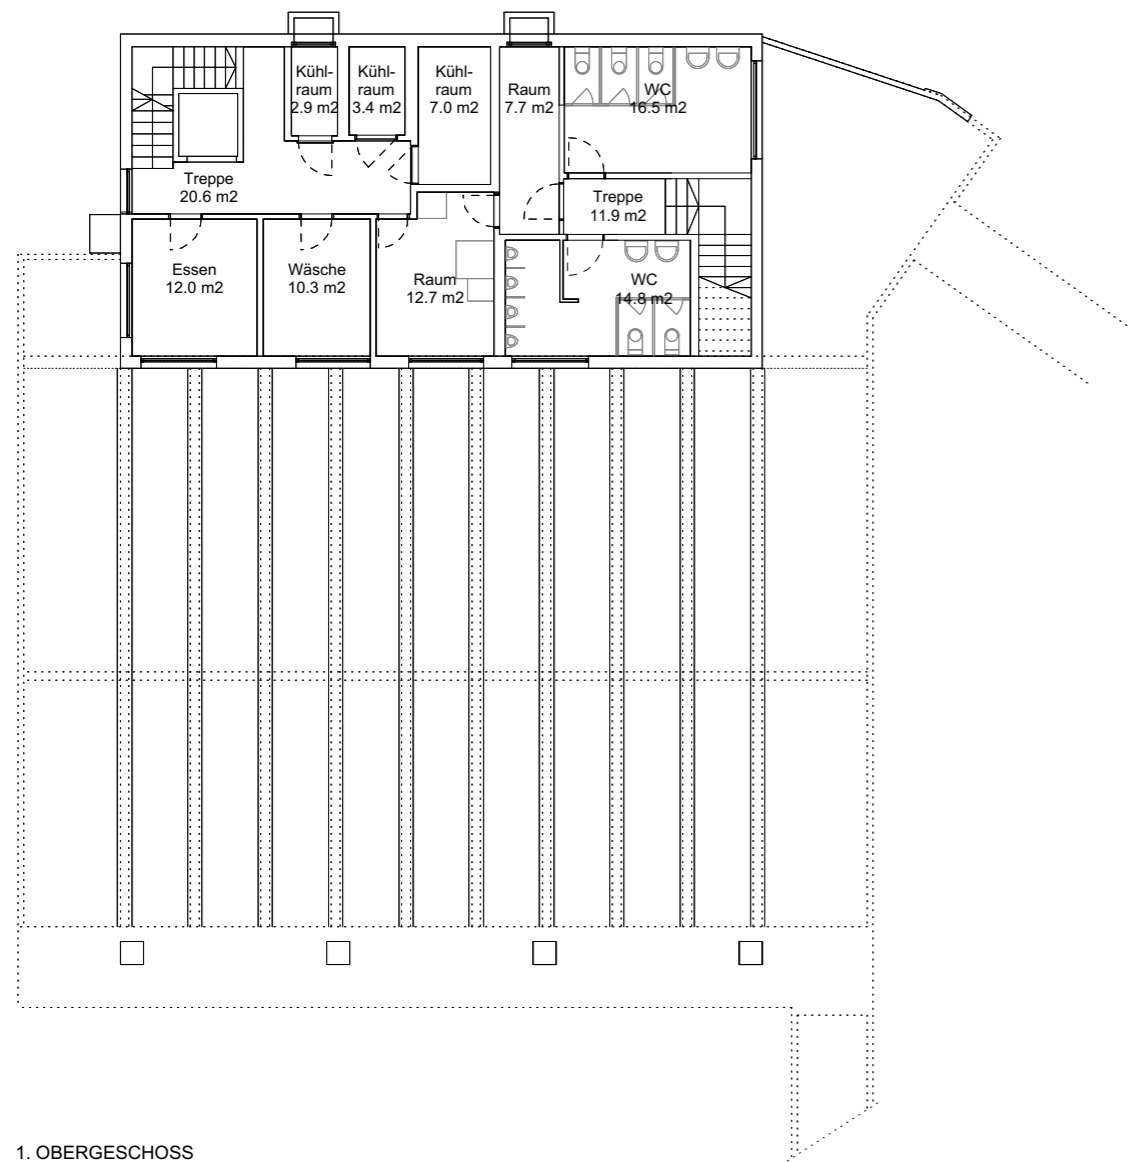 Kühl-
raum
2.9 m2
Kühl-
raum
3.4 m2
Kühl-
raum
7.0 m2
Raum
7.7 m2
WC
16.5 m2
Treppe
20.6 m2
Treppe
11.9 m2
Essen
12.0 m2
Wäsche
10.3 m2
Raum
12.7 m2
WC
14.8 m2
1. OBERGESCHOSS